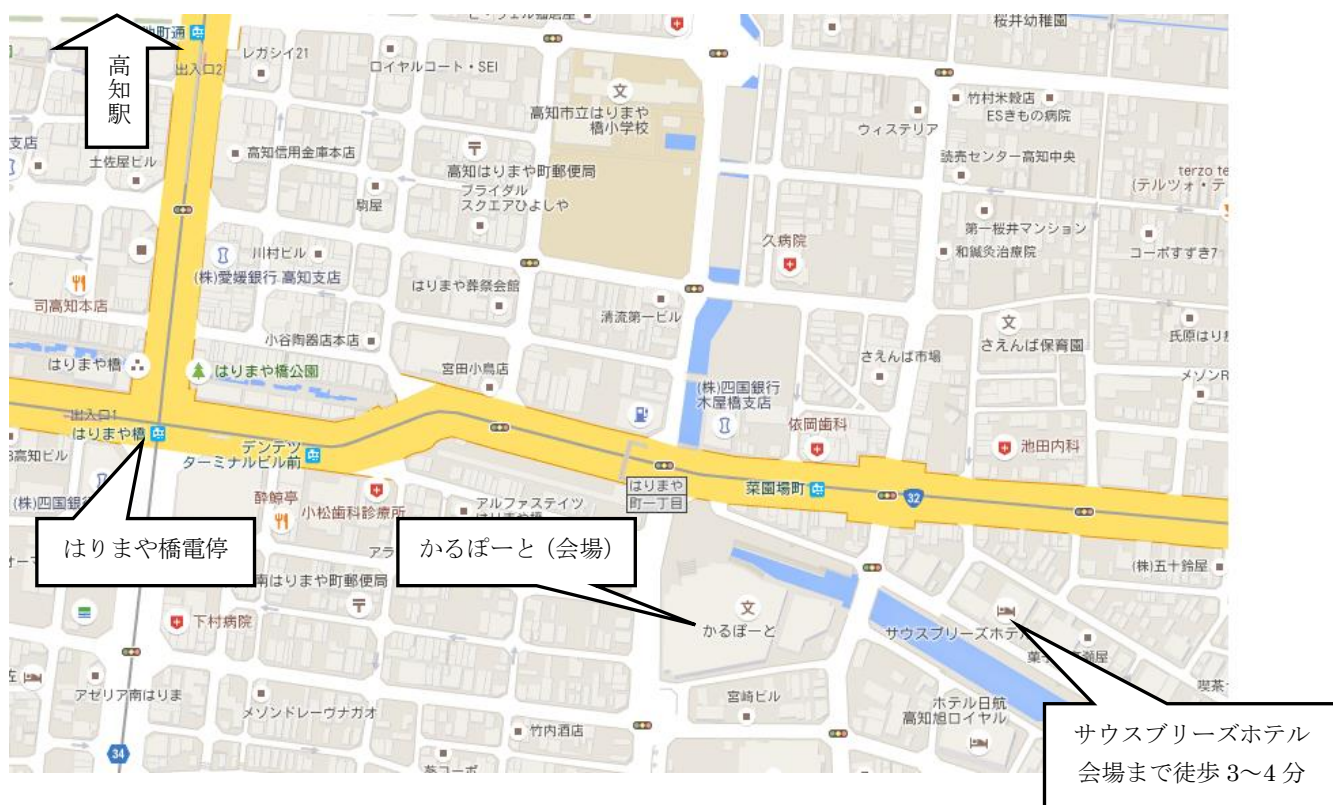 桜井幼稚園
レガシイ21
ロイヤルコート・SEI
出入口2
高知駅
高知市立はりまや
橋小学校
竹村米穀店
ESきもの病院
ウィステリア
支店
土佐屋ビル
高知信用金庫本店
高知はりまや町郵便局
ブライダル
スクエアひよしや
読売センター高知中央
terzo te
(テルツォ・テ
駒屋
第一桜井マンション
川村ビル
久病院
和鍼灸治療院
コーポすずき7
(株)愛媛銀行 高知支店
はりまや葬祭会館
司高知本店
清流第一ビル
小谷陶器店本店
さえんば保育園
さえんば市場
はりまや橋
はりまや橋公園
宮田小鳥店
メゾンR
(株)四国銀行
木屋橋支店
出入口1
はりまや橋
依岡歯科
池田内科
デンテツ
ターミナルビル前
はりまや
町一丁目
菜園場町
32
酔鯨亭
小松歯科診療所
アルファステイツ
はりまや橋電停
かるぽーと（会場）
(株)五十鈴屋
南はりまや町郵便局
下村病院
かるぽーと
サウスブリーズホテル
アゼリア南はりま
メゾンドレーヴナガオ
宮崎ビル
ホテル日航
高知旭ロイヤル
竹内酒店
34
サウスブリーズホテル
会場まで徒歩 3～4 分